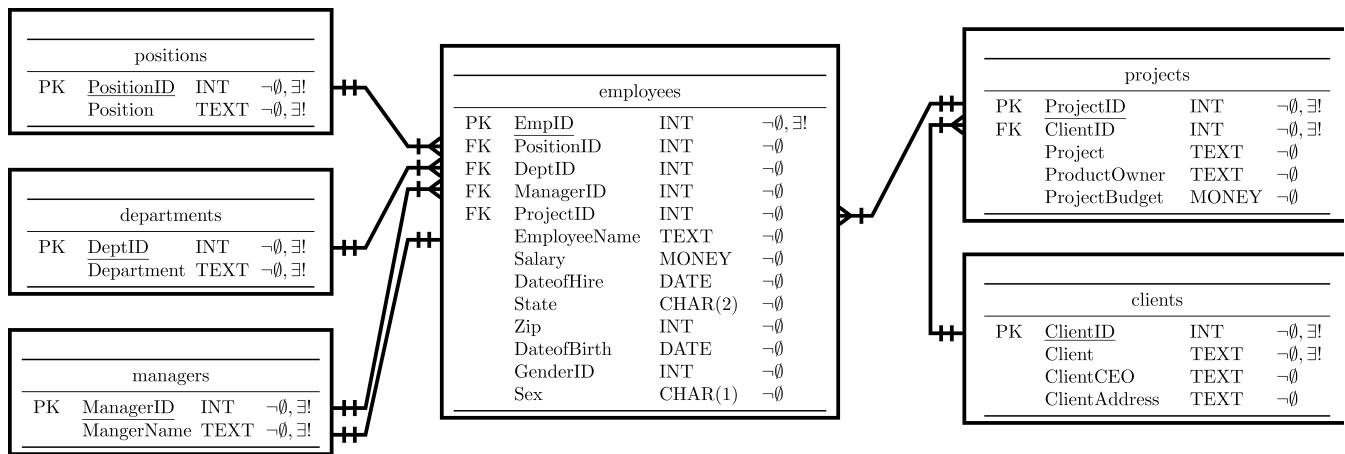 positions
PK PositionID INT ¬∅, ∃!
Position TEXT ¬∅, ∃!
departments
PK DeptID INT ¬∅, ∃!
Department TEXT ¬∅, ∃!
managers
PK ManagerID INT ¬∅, ∃!
MangerName TEXT ¬∅, ∃!
employees
PK EmpID INT ¬∅, ∃!
FK PositionID INT ¬∅
FK DeptID INT ¬∅
FK ManagerID INT ¬∅
FK ProjectID INT ¬∅
EmployeeName TEXT ¬∅
Salary MONEY ¬∅
DateofHire DATE ¬∅
State CHAR(2) ¬∅
Zip INT ¬∅
DateofBirth DATE ¬∅
GenderID INT ¬∅
Sex CHAR(1) ¬∅
projects
PK ProjectID INT ¬∅, ∃!
FK ClientID INT ¬∅, ∃!
Project TEXT ¬∅
ProductOwner TEXT ¬∅
ProjectBudget MONEY ¬∅
clients
PK ClientID INT ¬∅, ∃!
Client TEXT ¬∅, ∃!
ClientCEO TEXT ¬∅
ClientAddress TEXT ¬∅